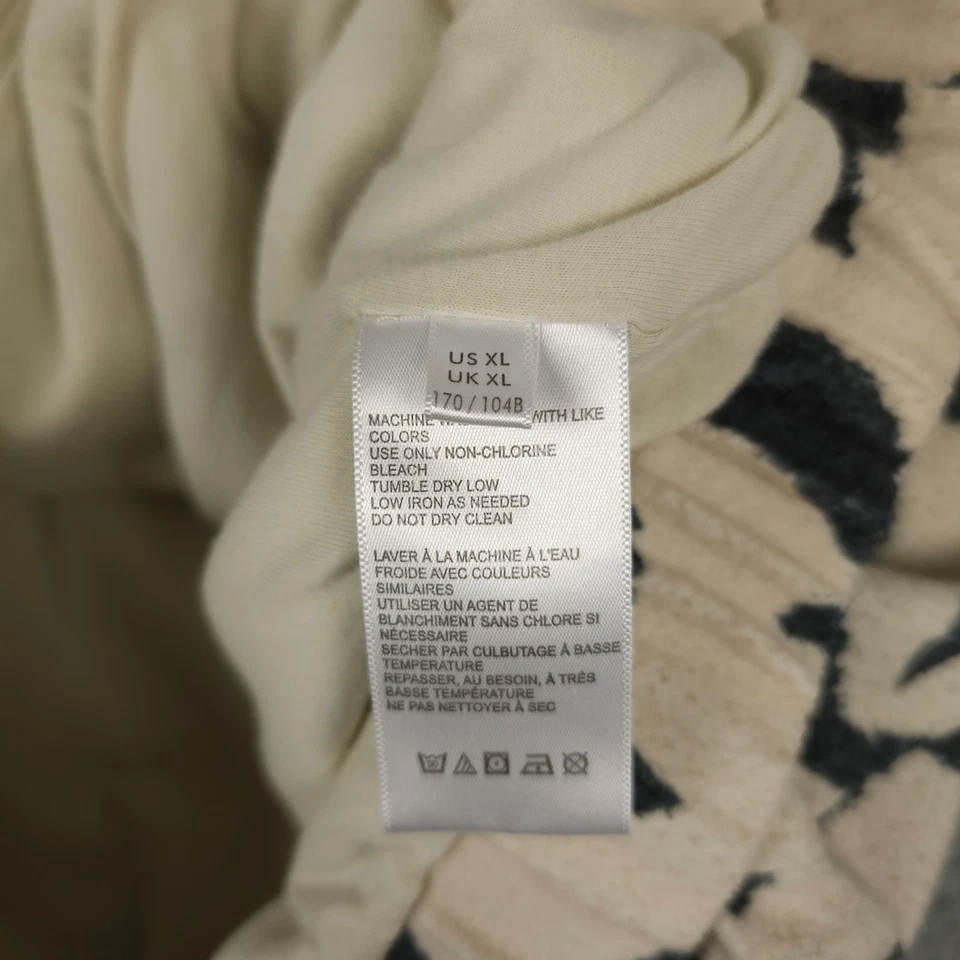 US XL
UK XL
170 / 104B
MACHINE WITH LIKE
COLORS
USE ONLY NON-CHLORINE
BLEACH
TUMBLE DRY LOW
LOW IRON AS NEEDED
DO NOT DRY CLEAN
LAVER À LA MACHINE À L'EAU
FROIDE AVEC COULEURS
SIMILAIRES
UTILISER UN AGENT DE
BLANCHIMENT SANS CHLORE SI
NÉCESSAIRE
SECHER PAR CULBUTAGE À BASSE
TEMPERATURE
REPASSER, AU BESOIN, À TRÈS
BASSE TEMPÉRATURE
NE PAS NETTOYER À SEC